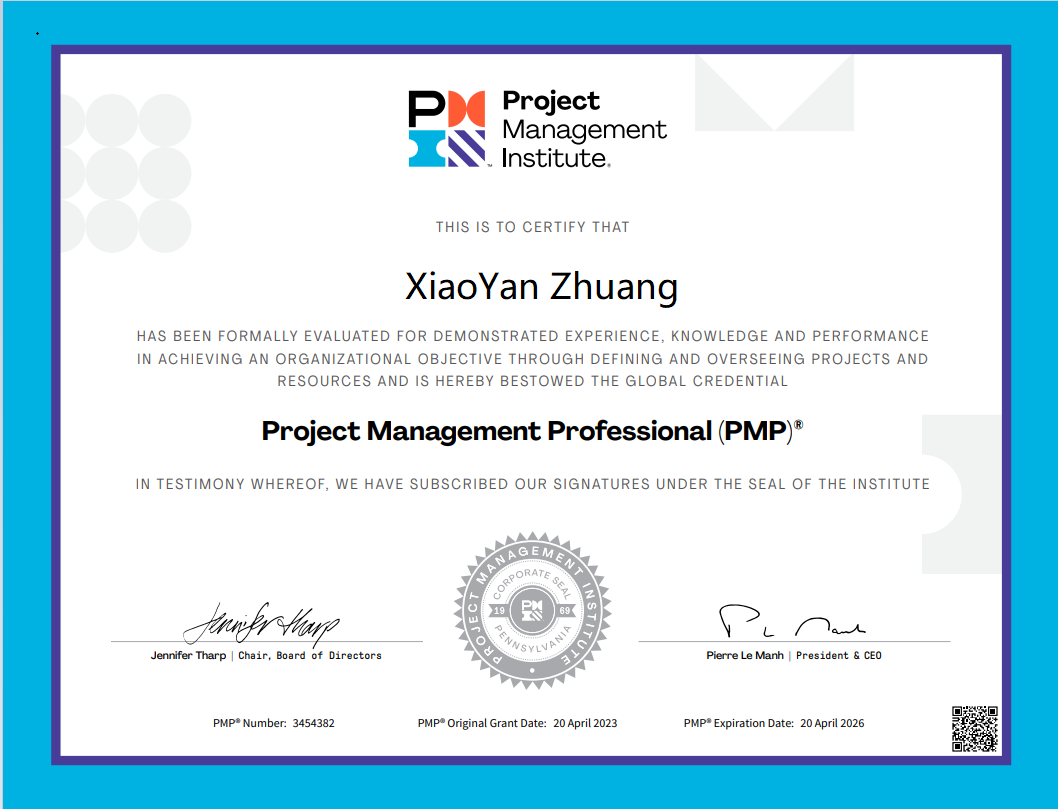 PM
Project
Management
Institute.
THIS IS TO CERTIFY THAT
XiaoYan Zhuang
HAS BEEN FORMALLY EVALUATED FOR DEMONSTRATED EXPERIENCE, KNOWLEDGE AND PERFORMANCE
IN ACHIEVING AN ORGANIZATIONAL OBJECTIVE THROUGH DEFINING AND OVERSEEING PROJECTS AND
RESOURCES AND IS HEREBY BESTOWED THE GLOBAL CREDENTIAL
Project Management Professional (PMP)®
IN TESTIMONY WHEREOF, WE HAVE SUBSCRIBED OUR SIGNATURES UNDER THE SEAL OF THE INSTITUTE
PROJECT MANAGEMENT INSTITUTE
CORPORATE SEAL
19 PM 69
PENNSYLVANIA
Jennifer Tharp
Jennifer Tharp | Chair, Board of Directors
Pierre Le Manh | President & CEO
PMP® Number: 3454382
PMP® Original Grant Date: 20 April 2023
PMP® Expiration Date: 20 April 2026